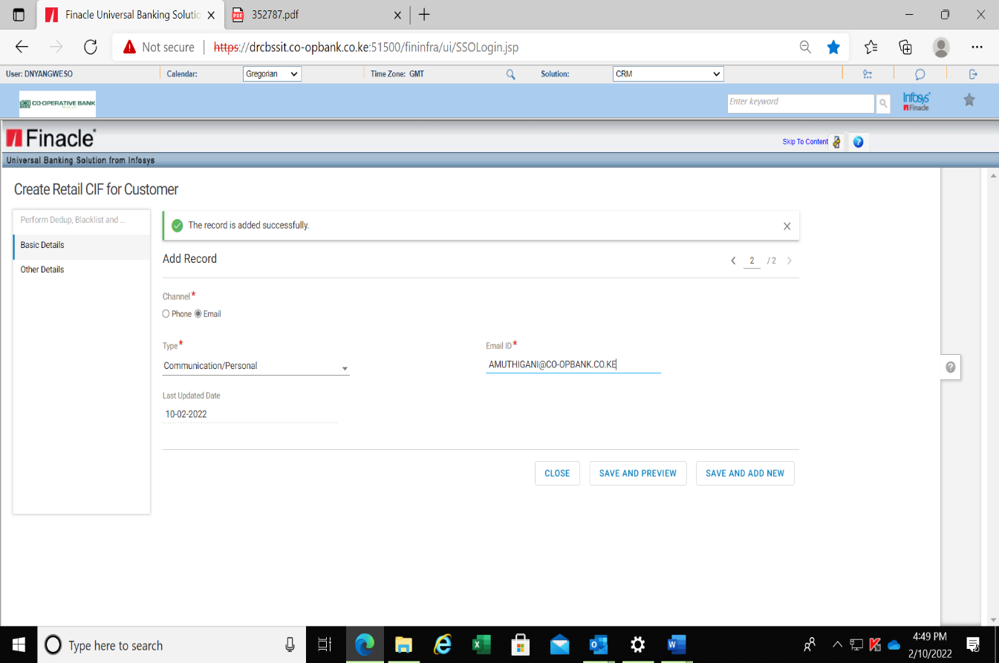 Finacle Universal Banking Solutio
352787.pdf
Not secure | https://drcbssit.co-opbank.co.ke:51500/fininfra/ui/SSOLogin.jsp
User: DNYANGWESO Calendar: Gregorian Time Zone: GMT Solution: CRM
CO-OPERATIVE BANK Enter keyword Infosys
Finacle
Finacle Skip To Content
Universal Banking Solution from Infosys
Create Retail CIF for Customer
Perform Dedup, Blacklist and ...
Basic Details
Other Details
The record is added successfully.
Add Record 2 / 2
Channel*
Phone Email
Type* Email ID*
Communication/Personal AMUTHIGANI@CO-OPBANK.CO.KE
Last Updated Date
10-02-2022
CLOSE SAVE AND PREVIEW SAVE AND ADD NEW
Type here to search
4:49 PM
2/10/2022